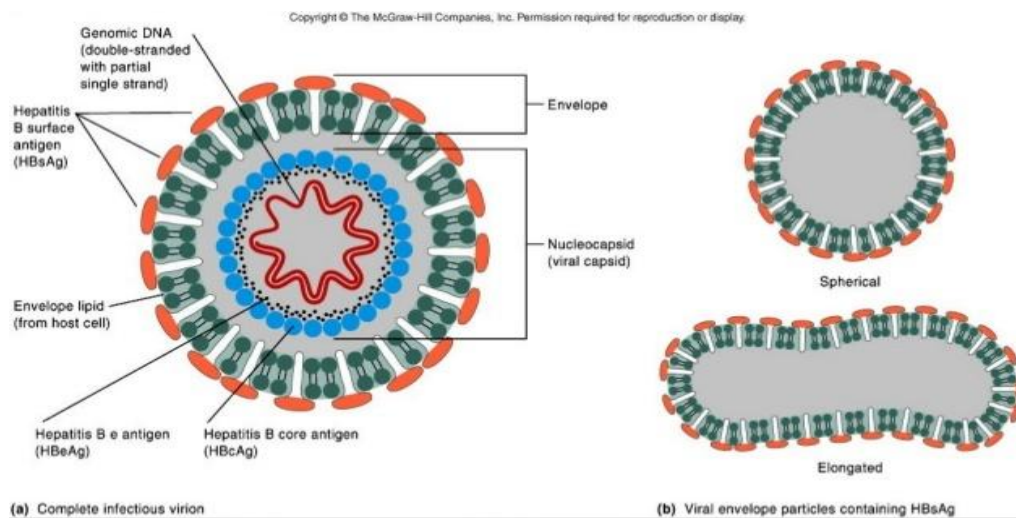 Copyright © The McGraw-Hill Companies, Inc. Permission required for reproduction or display.
Genomic DNA
(double-stranded
with partial
single strand)
Hepatitis
B surface
antigen
(HBsAg)
Envelope
Nucleocapsid
(viral capsid)
Envelope lipid
(from host cell)
Hepatitis B e antigen
(HBeAg)
Hepatitis B core antigen
(HBcAg)
(a) Complete infectious virion
Spherical
Elongated
(b) Viral envelope particles containing HBsAg